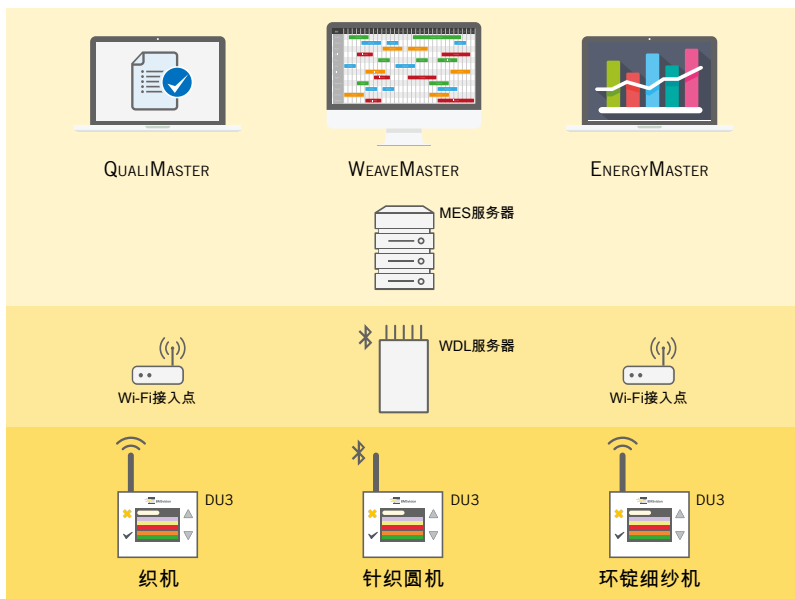 QUALIMASTER
WEAVEMASTER
ENERGYMASTER
MES服务器
WDL服务器
Wi-Fi接入点
Wi-Fi接入点
DU3
DU3
DU3
织机
针织圆机
环锭细纱机